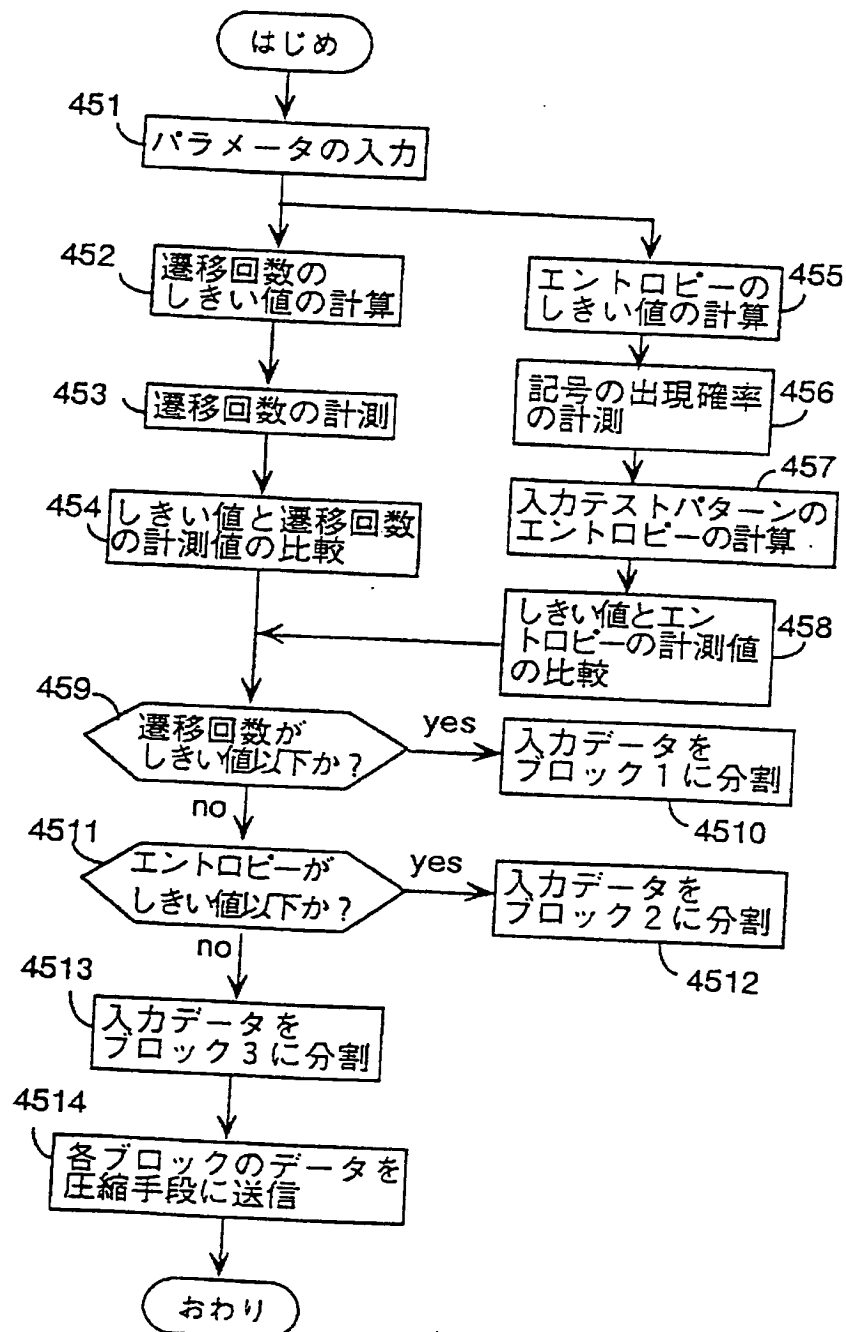 はじめ
451
パラメータの入力
452
遷移回数の
しきい値の計算
453
遷移回数の計測
454
しきい値と遷移回数
の計測値の比較
エントロピーの
しきい値の計算
455
記号の出現確率
の計測
456
457
入力テストパターンの
エントロピーの計算
しきい値とエン
トロピーの計測値
の比較
458
459
遷移回数が
しきい値以下か？
yes
入力データを
ブロック1に分割
4510
no
4511
エントロピーが
しきい値以下か？
yes
入力データを
ブロック2に分割
4512
no
4513
入力データを
ブロック3に分割
4514
各ブロックのデータを
圧縮手段に送信
おわり